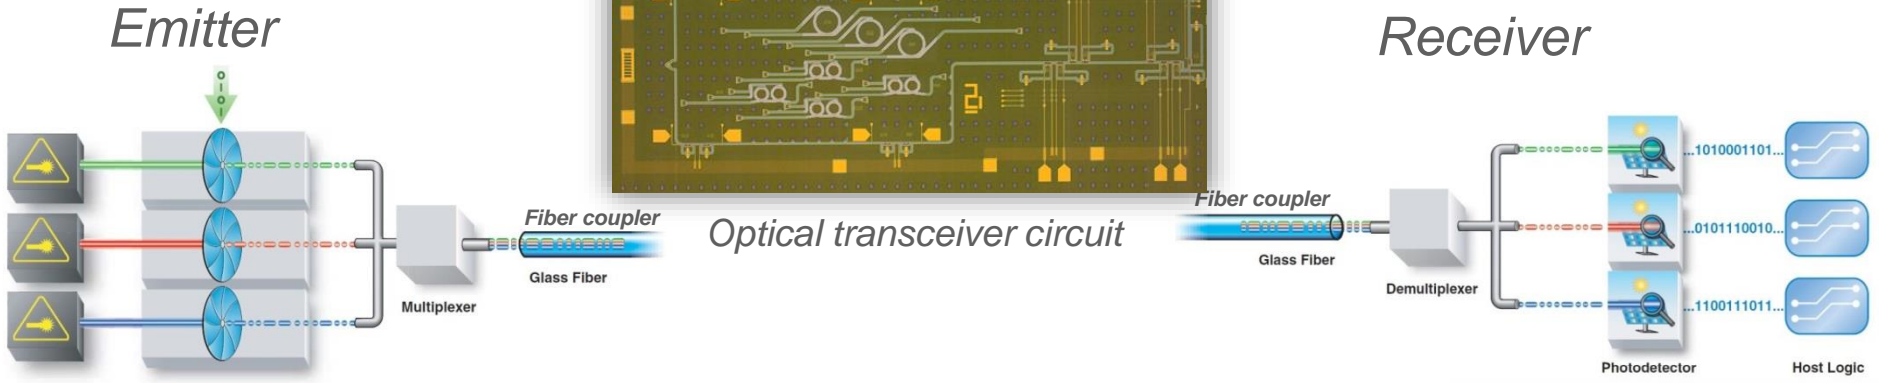 Emitter
0101
Multiplexer
Fiber coupler
Glass Fiber
Optical transceiver circuit
Receiver
Fiber coupler
Glass Fiber
Demultiplexer
...1010001101...
...0101110010...
...1100111011...
Photodetector
Host Logic